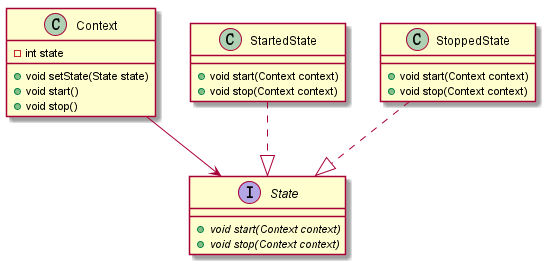 C Context
int state
void setState(State state)
void start()
void stop()
C StartedState
void start(Context context)
void stop(Context context)
C StoppedState
void start(Context context)
void stop(Context context)
I State
void start(Context context)
void stop(Context context)